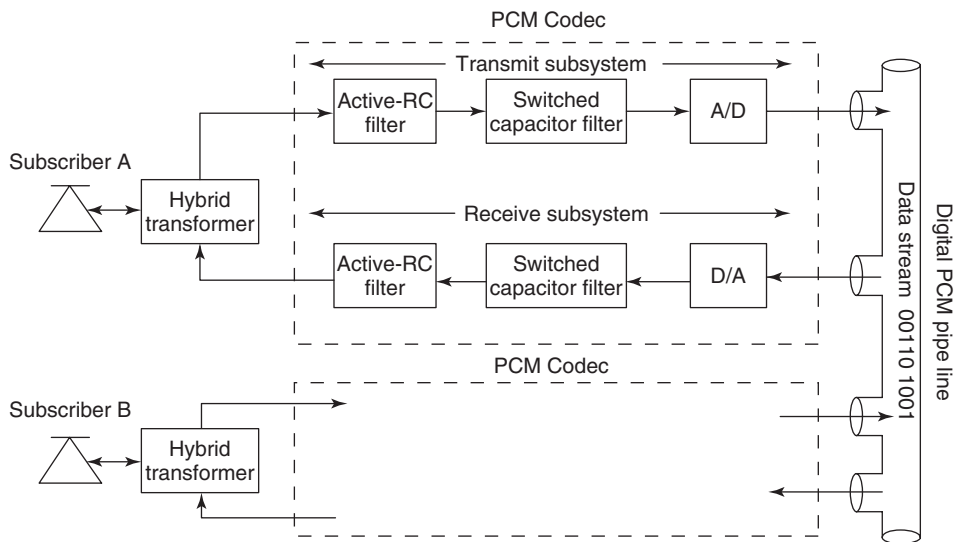 PCM Codec
Transmit subsystem
Active-RC
filter
Switched
capacitor filter
A/D
Subscriber A
Hybrid
transformer
Receive subsystem
Active-RC
filter
Switched
capacitor filter
D/A
PCM Codec
Subscriber B
Hybrid
transformer
Data stream 00110 1001
Digital PCM pipe line